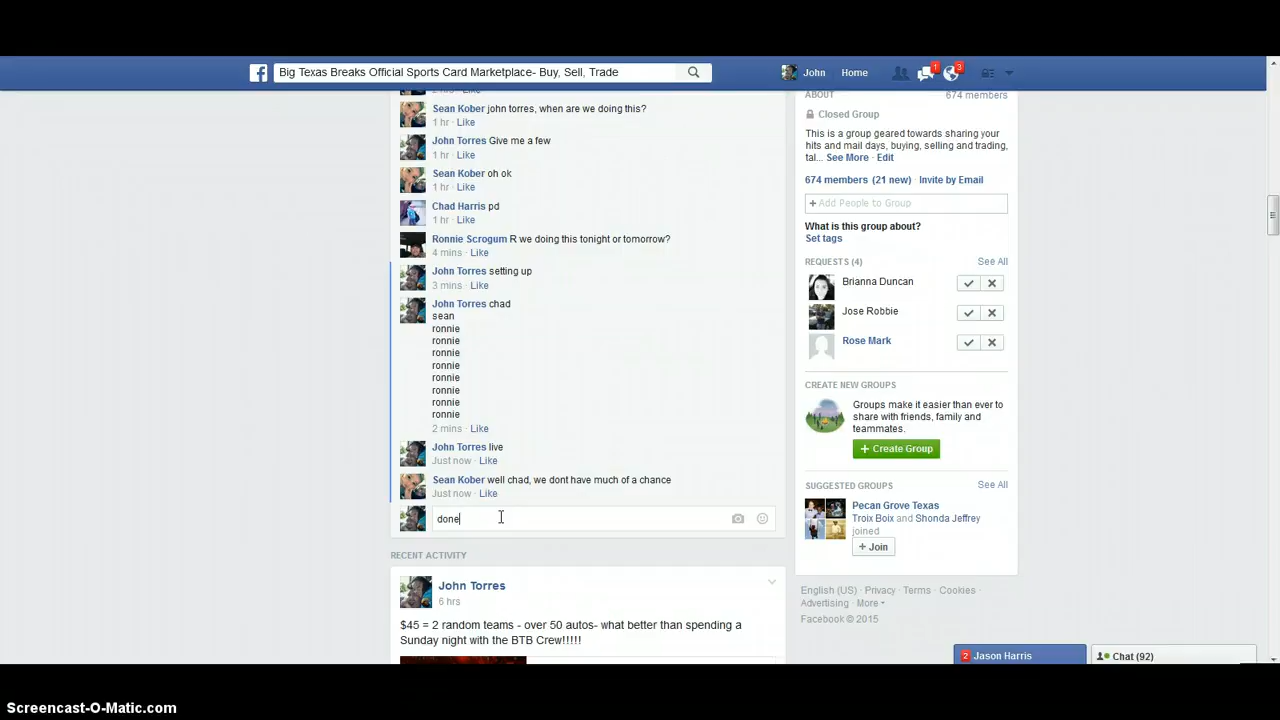 Big Texas Breaks Official Sports Card Marketplace- Buy, Sell, Trade
John Home 1 3
Sean Kober john torres, when are we doing this?
1 hr · Like
John Torres Give me a few
1 hr · Like
Sean Kober oh ok
1 hr · Like
Chad Harris pd
1 hr · Like
Ronnie Scrogum R we doing this tonight or tomorrow?
4 mins · Like
John Torres setting up
3 mins · Like
John Torres chad
sean
ronnie
ronnie
ronnie
ronnie
ronnie
ronnie
ronnie
ronnie
2 mins · Like
John Torres live
Just now · Like
Sean Kober well chad, we dont have much of a chance
Just now · Like
done
RECENT ACTIVITY
John Torres
6 hrs
$45 = 2 random teams - over 50 autos- what better than spending a
Sunday night with the BTB Crew!!!!!
ABOUT 674 members
Closed Group
This is a group geared towards sharing your
hits and mail days, buying, selling and trading,
tal... See More · Edit
674 members (21 new) · Invite by Email
+ Add People to Group
What is this group about?
Set tags
REQUESTS (4) See All
Brianna Duncan
Jose Robbie
Rose Mark
CREATE NEW GROUPS
Groups make it easier than ever to
share with friends, family and
teammates.
+ Create Group
SUGGESTED GROUPS See All
Pecan Grove Texas
Troix Boix and Shonda Jeffrey
joined
+ Join
English (US) · Privacy · Terms · Cookies ·
Advertising · More
Facebook © 2015
2 Jason Harris
Chat (92)
Screencast-O-Matic.com